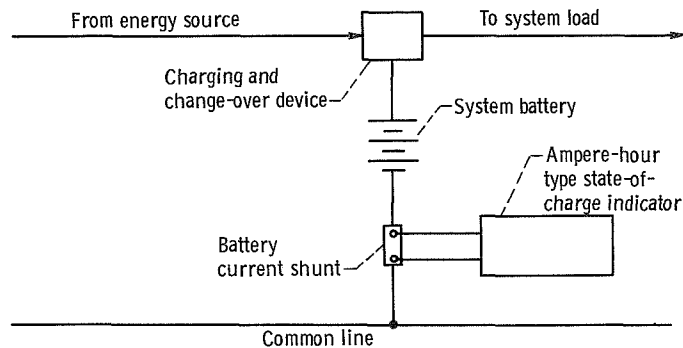 From energy source
To system load
Charging and
change-over device
System battery
Ampere-hour
type state-of-
charge indicator
Battery
current shunt
Common line